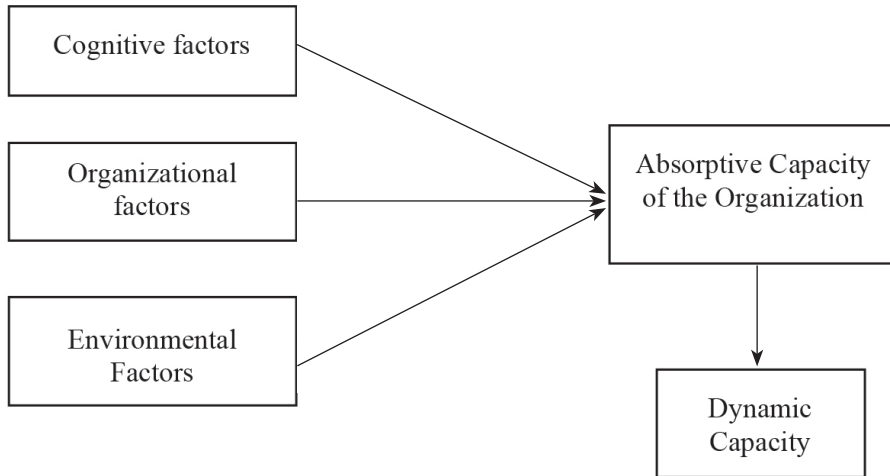 Cognitive factors
Organizational
factors
Environmental
Factors
Absorptive Capacity
of the Organization
Dynamic
Capacity